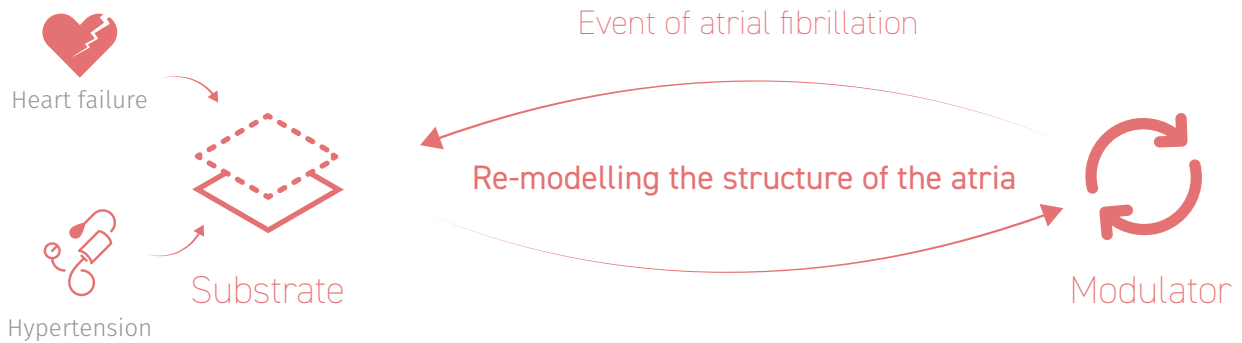 Event of atrial fibrillation
Heart failure
Re-modelling the structure of the atria
Substrate
Modulator
Hypertension